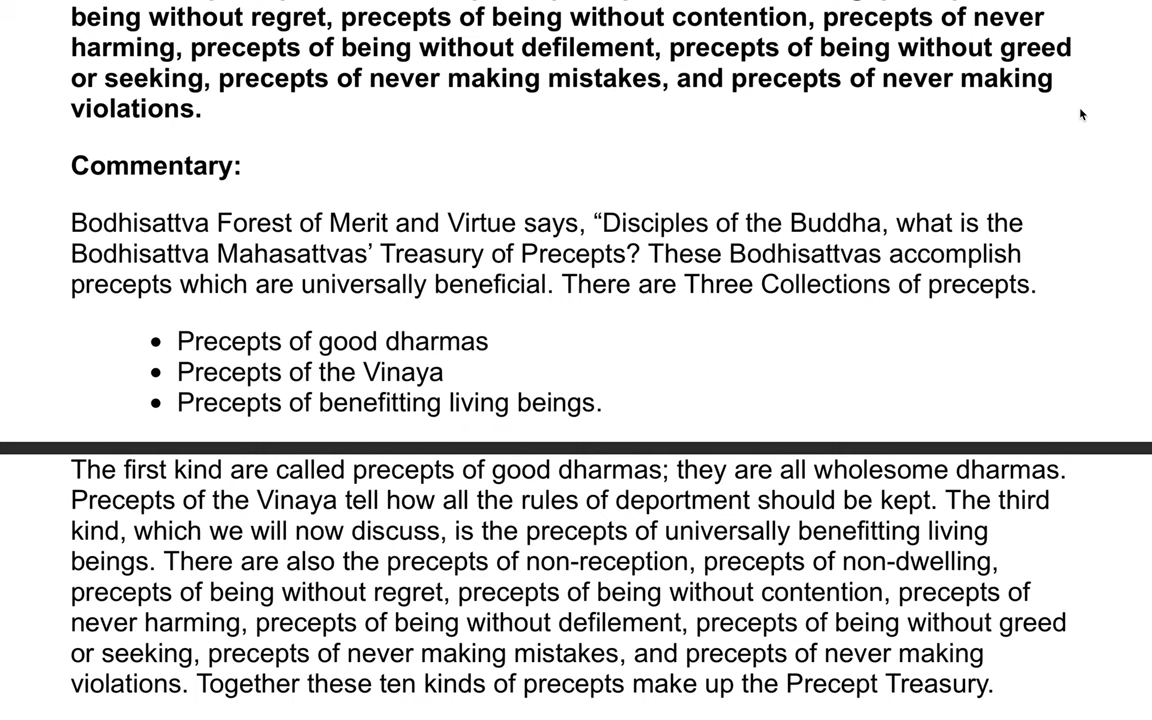 being without regret, precepts of being without contention, precepts of never
harming, precepts of being without defilement, precepts of being without greed
or seeking, precepts of never making mistakes, and precepts of never making
violations.
Commentary:
Bodhisattva Forest of Merit and Virtue says, “Disciples of the Buddha, what is the
Bodhisattva Mahasattvas’ Treasury of Precepts? These Bodhisattvas accomplish
precepts which are universally beneficial. There are Three Collections of precepts.
• Precepts of good dharmas
• Precepts of the Vinaya
• Precepts of benefitting living beings.
The first kind are called precepts of good dharmas; they are all wholesome dharmas.
Precepts of the Vinaya tell how all the rules of deportment should be kept. The third
kind, which we will now discuss, is the precepts of universally benefitting living
beings. There are also the precepts of non-reception, precepts of non-dwelling,
precepts of being without regret, precepts of being without contention, precepts of
never harming, precepts of being without defilement, precepts of being without greed
or seeking, precepts of never making mistakes, and precepts of never making
violations. Together these ten kinds of precepts make up the Precept Treasury.